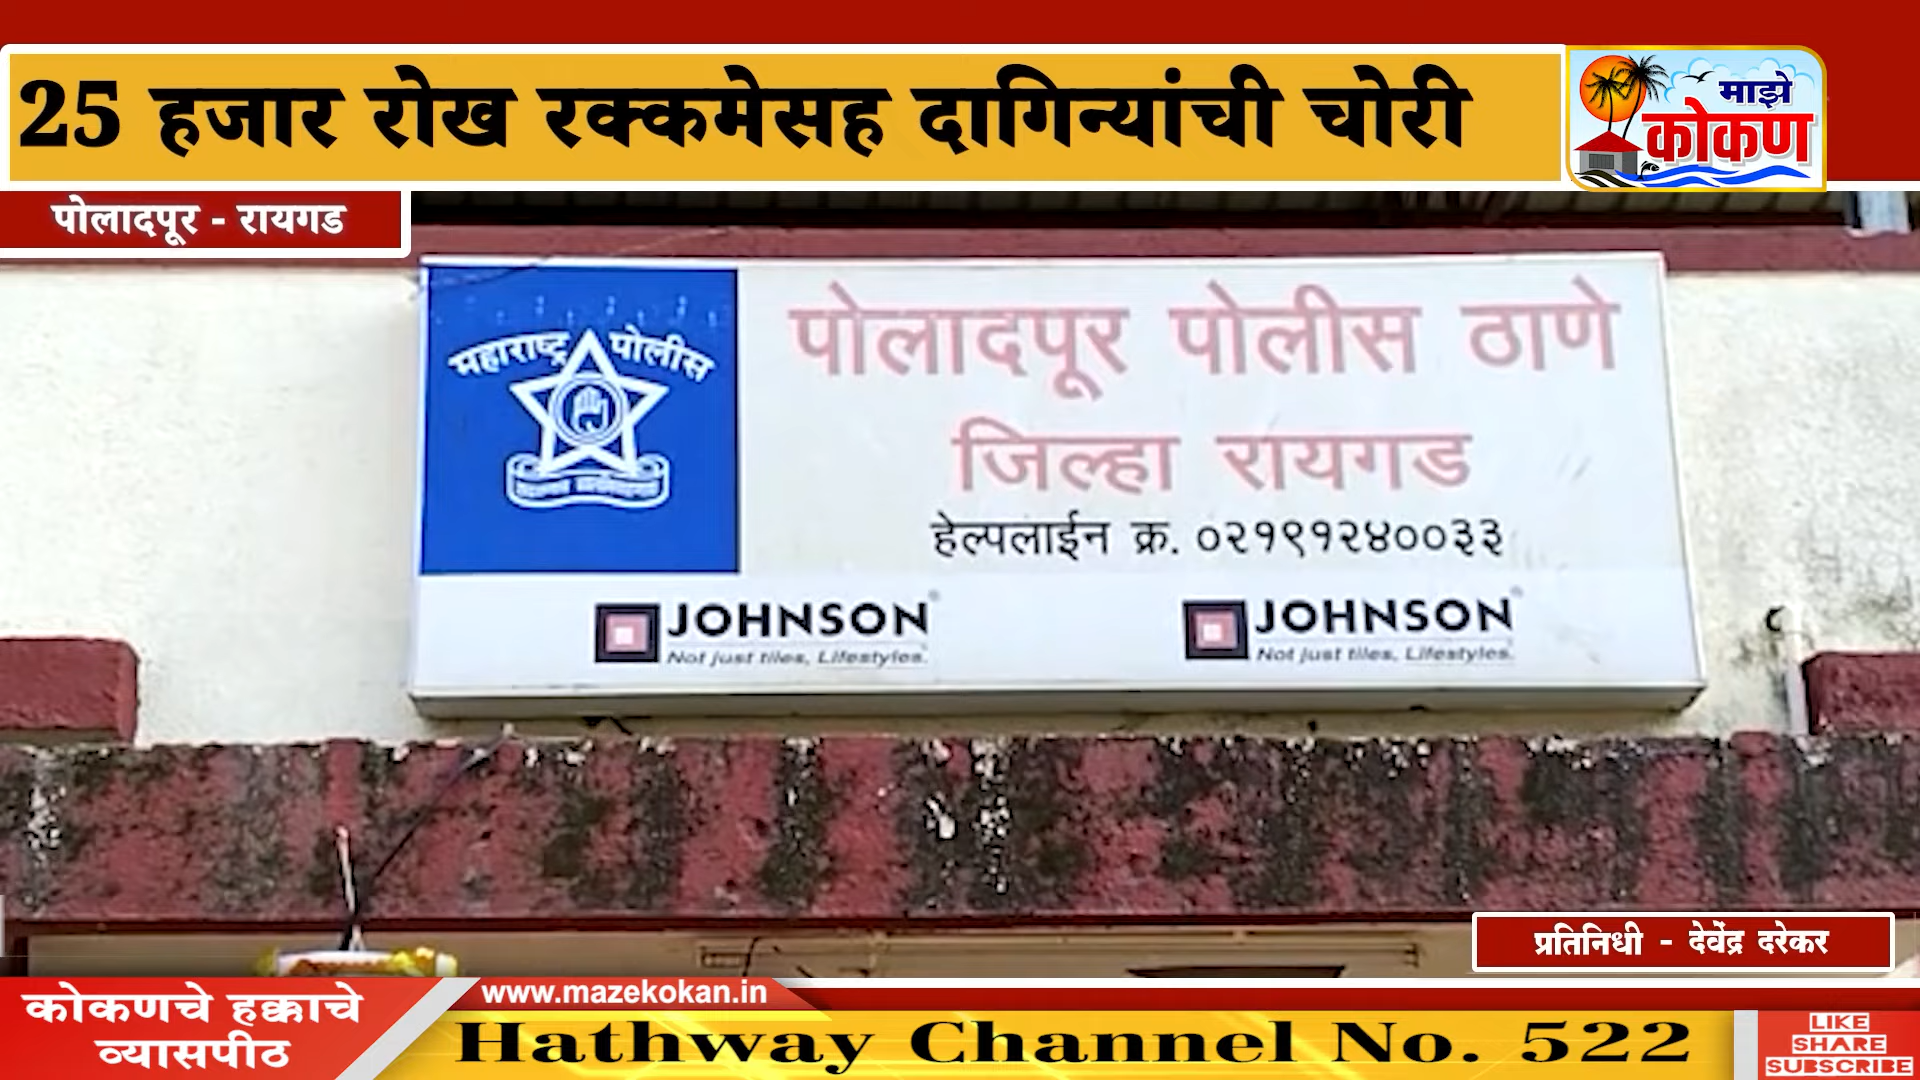 25 हजार रोख रक्कमेसह दागिन्यांची चोरी
माझे
कोकण
पोलादपूर - रायगड
महाराष्ट्र पोलीस
पोलादपूर पोलीस ठाणे
जिल्हा रायगड
हेल्पलाईन क्र. ०२१९१२४००३३
JOHNSON
Not just tiles, Lifestyles.
JOHNSON
Not just tiles, Lifestyles.
प्रतिनिधी - देवेंद्र दरेकर
कोकणचे हक्काचे
व्यासपीठ
www.mazekokan.in
Hathway Channel No. 522
LIKE
SHARE
SUBSCRIBE